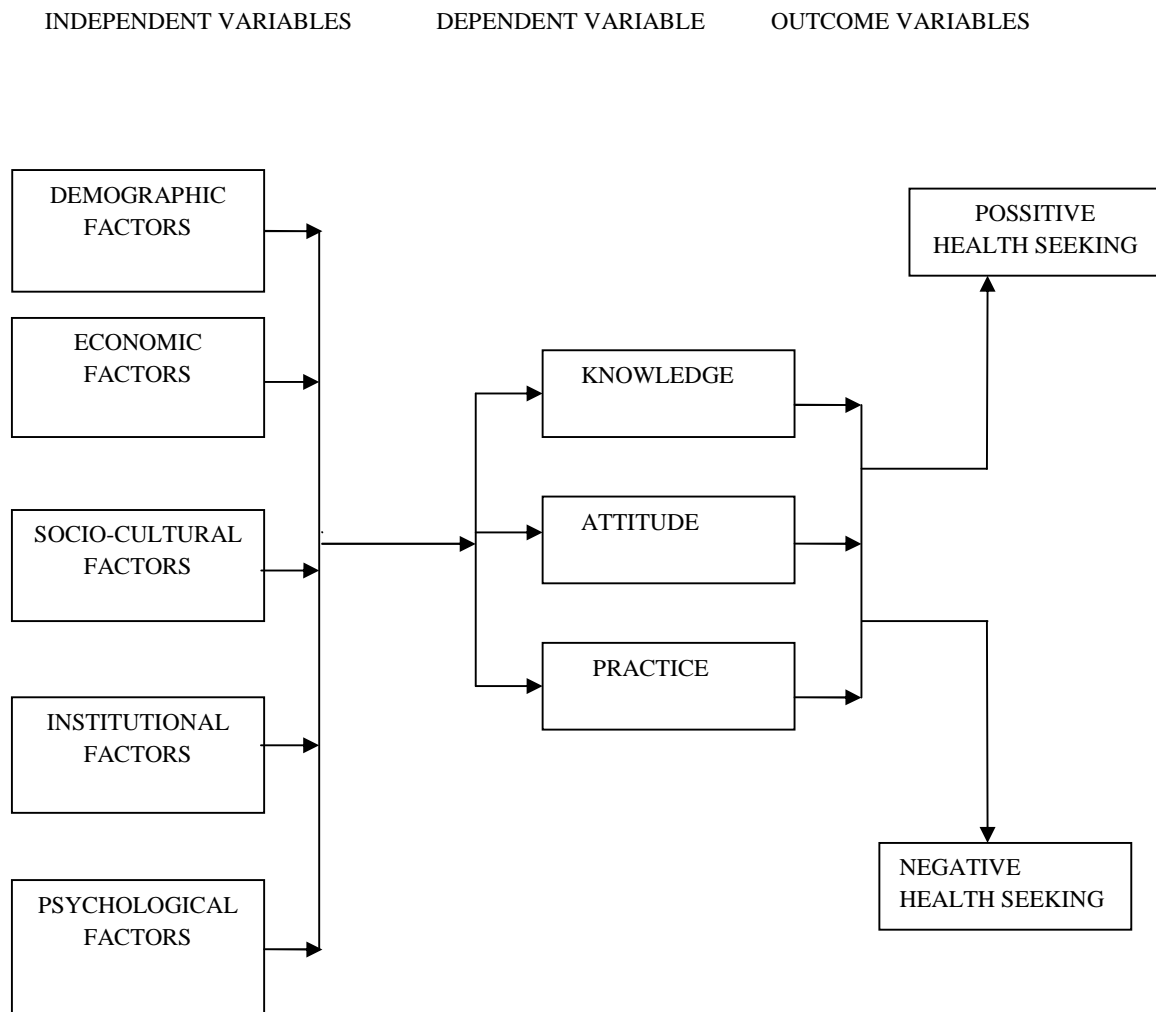 INDEPENDENT VARIABLES
DEPENDENT VARIABLE
OUTCOME VARIABLES
DEMOGRAPHIC
FACTORS
ECONOMIC
FACTORS
SOCIO-CULTURAL
FACTORS
INSTITUTIONAL
FACTORS
PSYCHOLOGICAL
FACTORS
KNOWLEDGE
ATTITUDE
PRACTICE
POSSITIVE
HEALTH SEEKING
NEGATIVE
HEALTH SEEKING